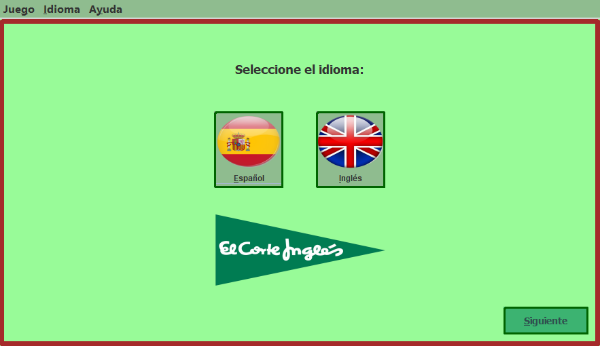 Juego Idioma Ayuda
Seleccione el idioma:
Español Inglés
El Corte Inglés
Siguiente